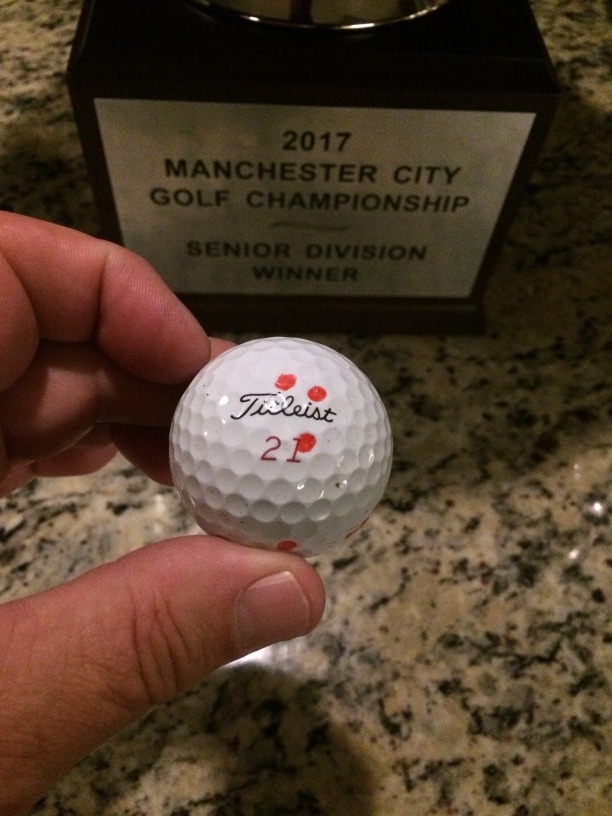 2017
MANCHESTER CITY
GOLF CHAMPIONSHIP
SENIOR DIVISION
WINNER
Titleist
21